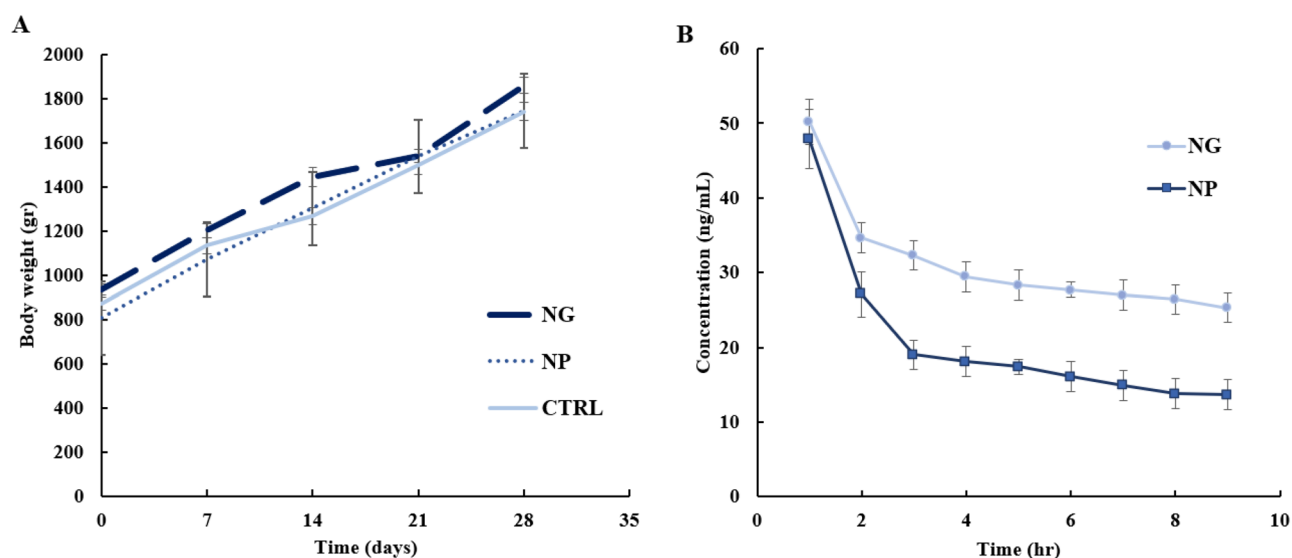 A
2000
1800
1600
1400
1200
1000
800
600
400
200
0
Body weight (gr)
0 7 14 21 28 35
Time (days)
NG
NP
CTRL
B
60
50
40
30
20
10
0
Concentration (ng/mL)
0 2 4 6 8 10
Time (hr)
NG
NP